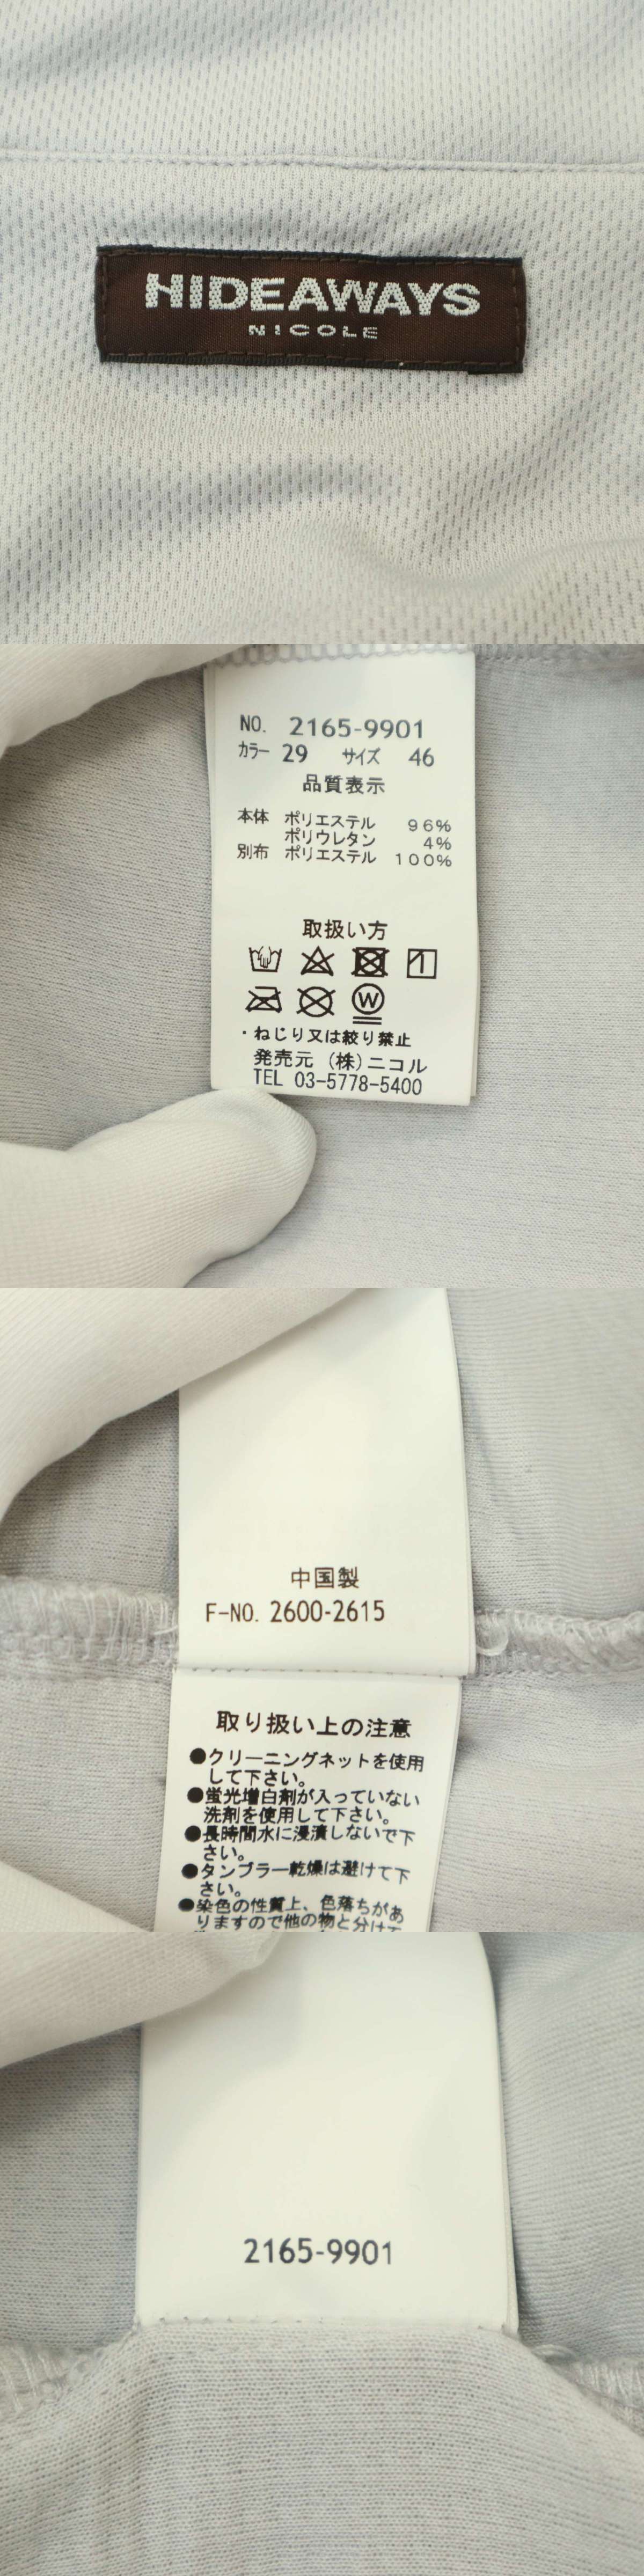 HIDEAWAYS
NICOLE
NO. 2165-9901
カラー 29 サイズ 46
品質表示
本体 ポリエステル 96%
ポリウレタン 4%
別布 ポリエステル 100%
取扱い方
W
・ねじり又は絞り禁止
発売元 (株)ニコル
TEL 03-5778-5400
中国製
F-NO. 2600-2615
取り扱い上の注意
●クリーニングネットを使用
して下さい。
●蛍光増白剤が入っていない
洗剤を使用して下さい。
●長時間水に浸漬しないで下
さい。
●タンブラー乾燥は避けて下
さい。
●染色の性質上、色落ちがあ
りますので他の物と分け
2165-9901